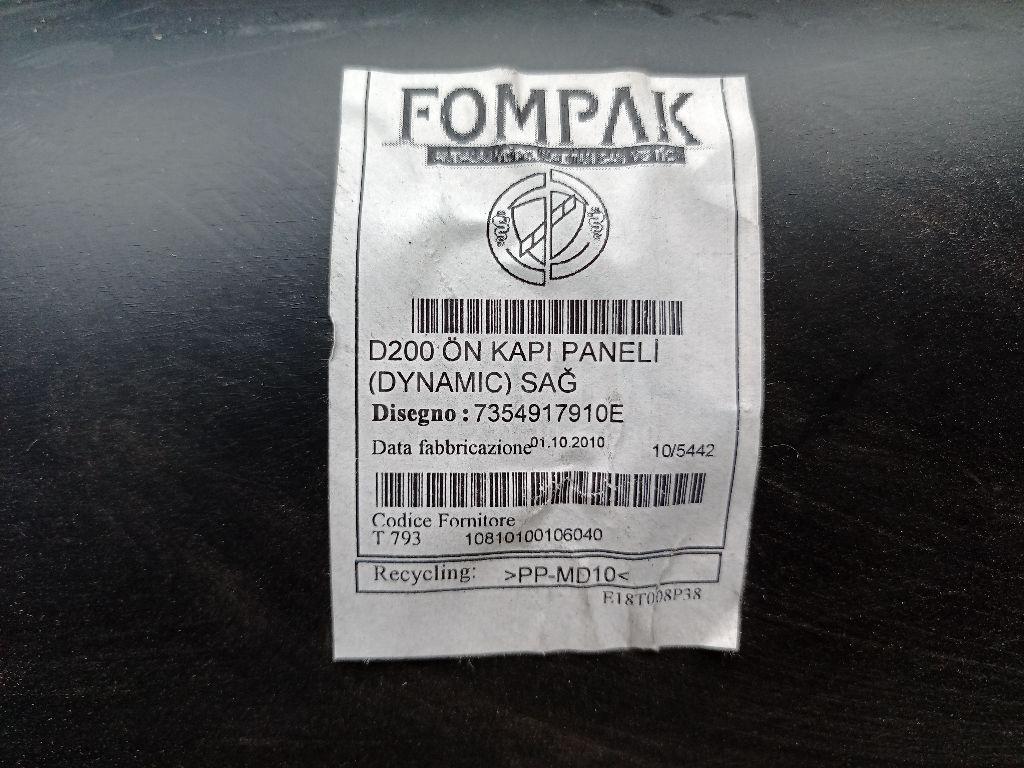 FOMPAK
D200 ÖN KAPI PANELİ
(DYNAMIC) SAĞ
Disegno : 7354917910E
Data fabbricazione 01.10.2010 10/5442
Codice Fornitore
T 793 10810100106040
Recycling: >PP-MD10<
E18T008P38